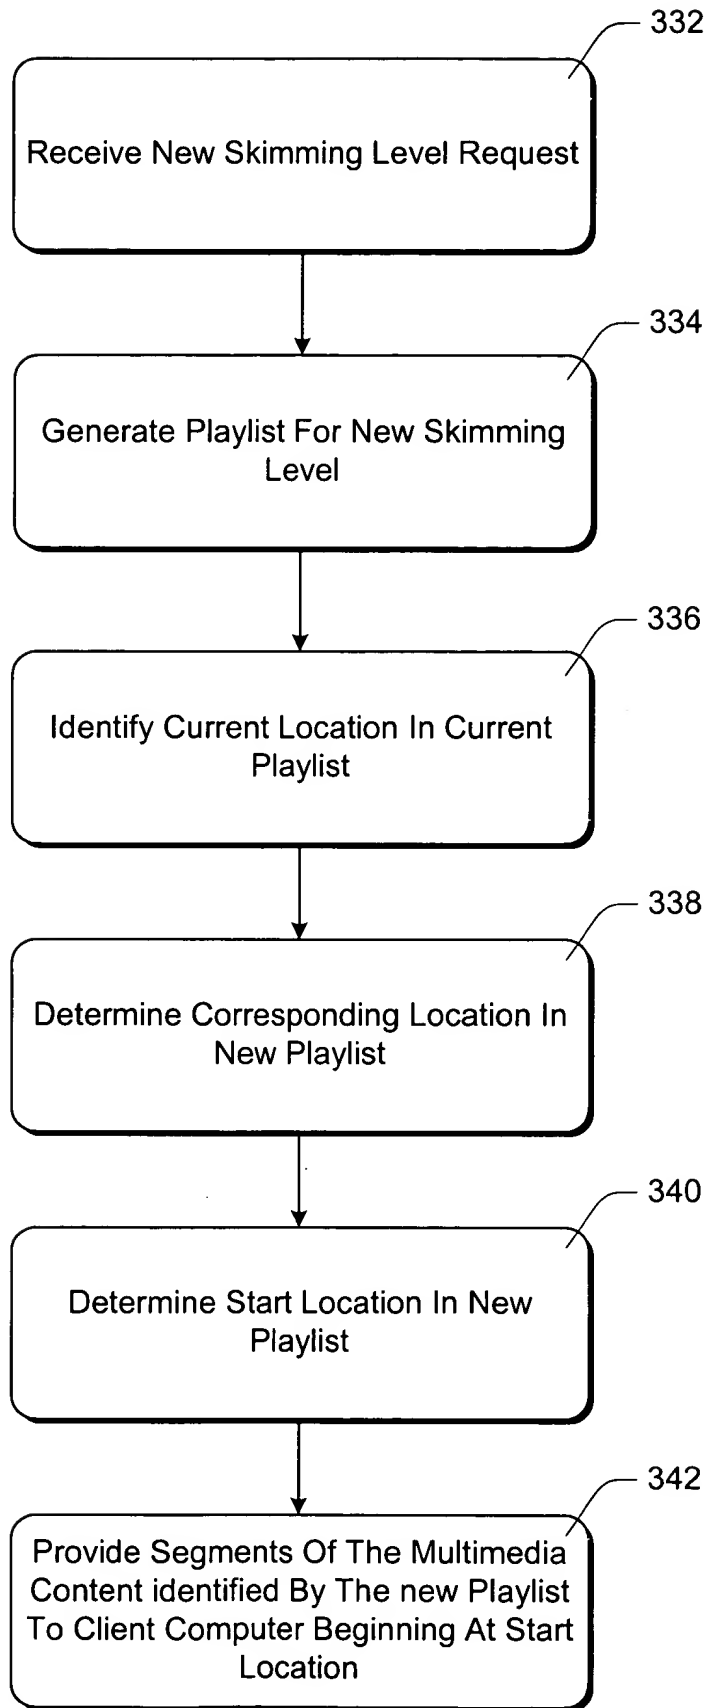 332
Receive New Skimming Level Request
334
Generate Playlist For New Skimming
Level
336
Identify Current Location In Current
Playlist
338
Determine Corresponding Location In
New Playlist
340
Determine Start Location In New
Playlist
342
Provide Segments Of The Multimedia
Content identified By The new Playlist
To Client Computer Beginning At Start
Location